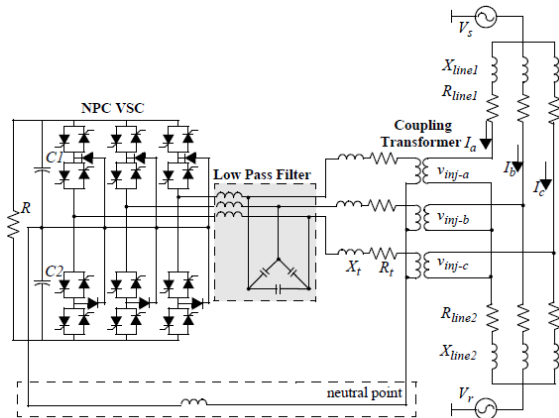 V_s
X_line1
R_line1
NPC VSC
Coupling
Transformer
I_a
I_b
I_c
C1
Low Pass Filter
v_inj-a
R
v_inj-b
C2
v_inj-c
X_t
R_t
R_line2
X_line2
neutral point
V_r